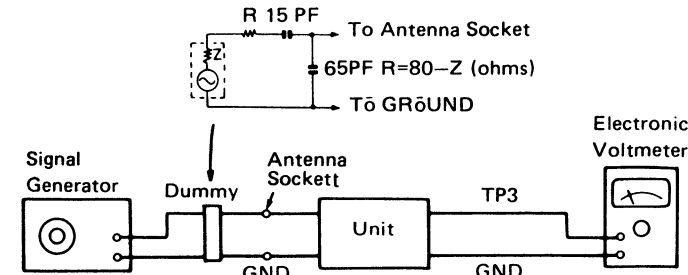 R 15 PF
Z
To Antenna Socket
65PF R=80–Z (ohms)
Tō GRōUND
Electronic
Voltmeter
Signal
Generator
Antenna
Sockett
Dummy
TP3
Unit
GND
GND